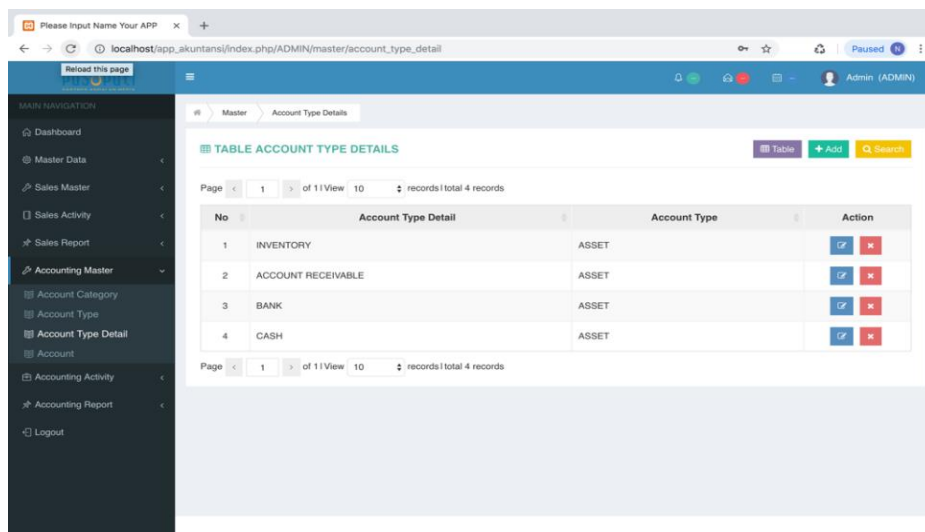 Please Input Name Your APP
localhost/app_akuntansi/index.php/ADMIN/master/account_type_detail
Paused N
Reload this page
Admin (ADMIN)
MAIN NAVIGATION
Master Account Type Details
Dashboard
Master Data
Sales Master
Sales Activity
Sales Report
Accounting Master
Account Category
Account Type
Account Type Detail
Account
Accounting Activity
Accounting Report
Logout
TABLE ACCOUNT TYPE DETAILS
Table + Add Search
Page < 1 > of 1 | View 10 records | total 4 records
No Account Type Detail Account Type Action
1 INVENTORY ASSET
2 ACCOUNT RECEIVABLE ASSET
3 BANK ASSET
4 CASH ASSET
Page < 1 > of 1 | View 10 records | total 4 records